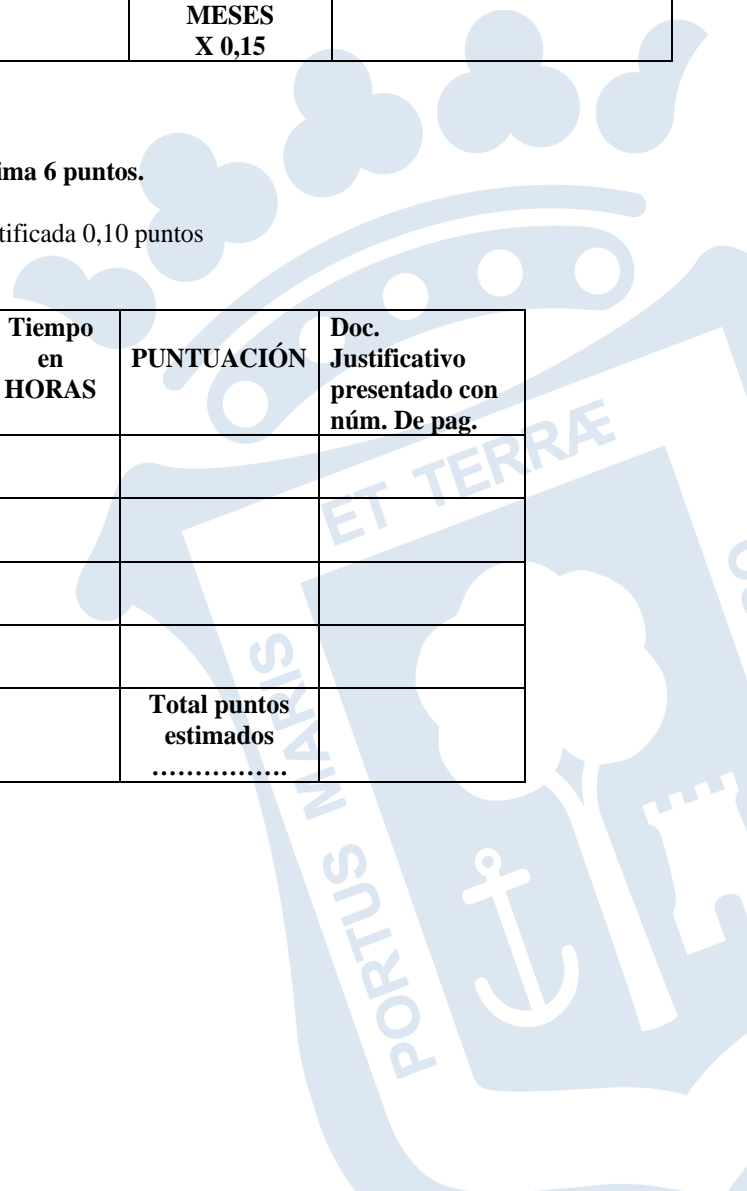 MESES
X 0,15
ima 6 puntos.
tificada 0,10 puntos
Tiempo
en
HORAS
PUNTUACIÓN
Doc.
Justificativo
presentado con
núm. De pag.
Total puntos
estimados
…………….
ET TERRÆ
PORTUS MARIS